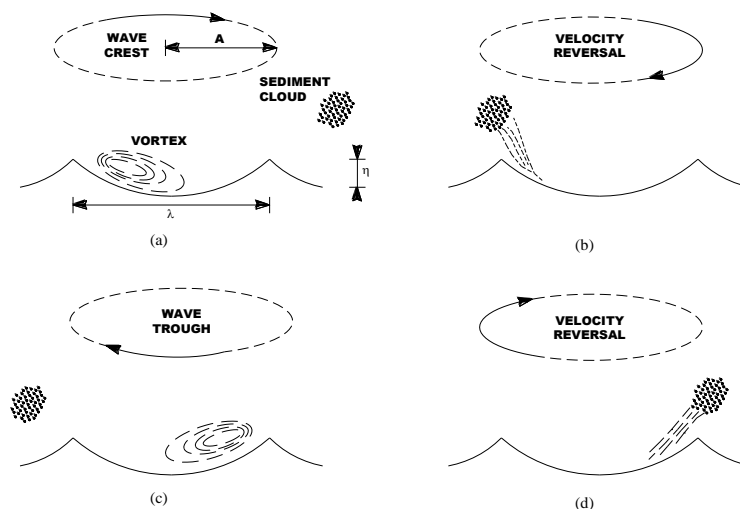 WAVE
CREST
A
SEDIMENT
CLOUD
VORTEX
η
λ
(a)
VELOCITY
REVERSAL
(b)
WAVE
TROUGH
(c)
VELOCITY
REVERSAL
(d)